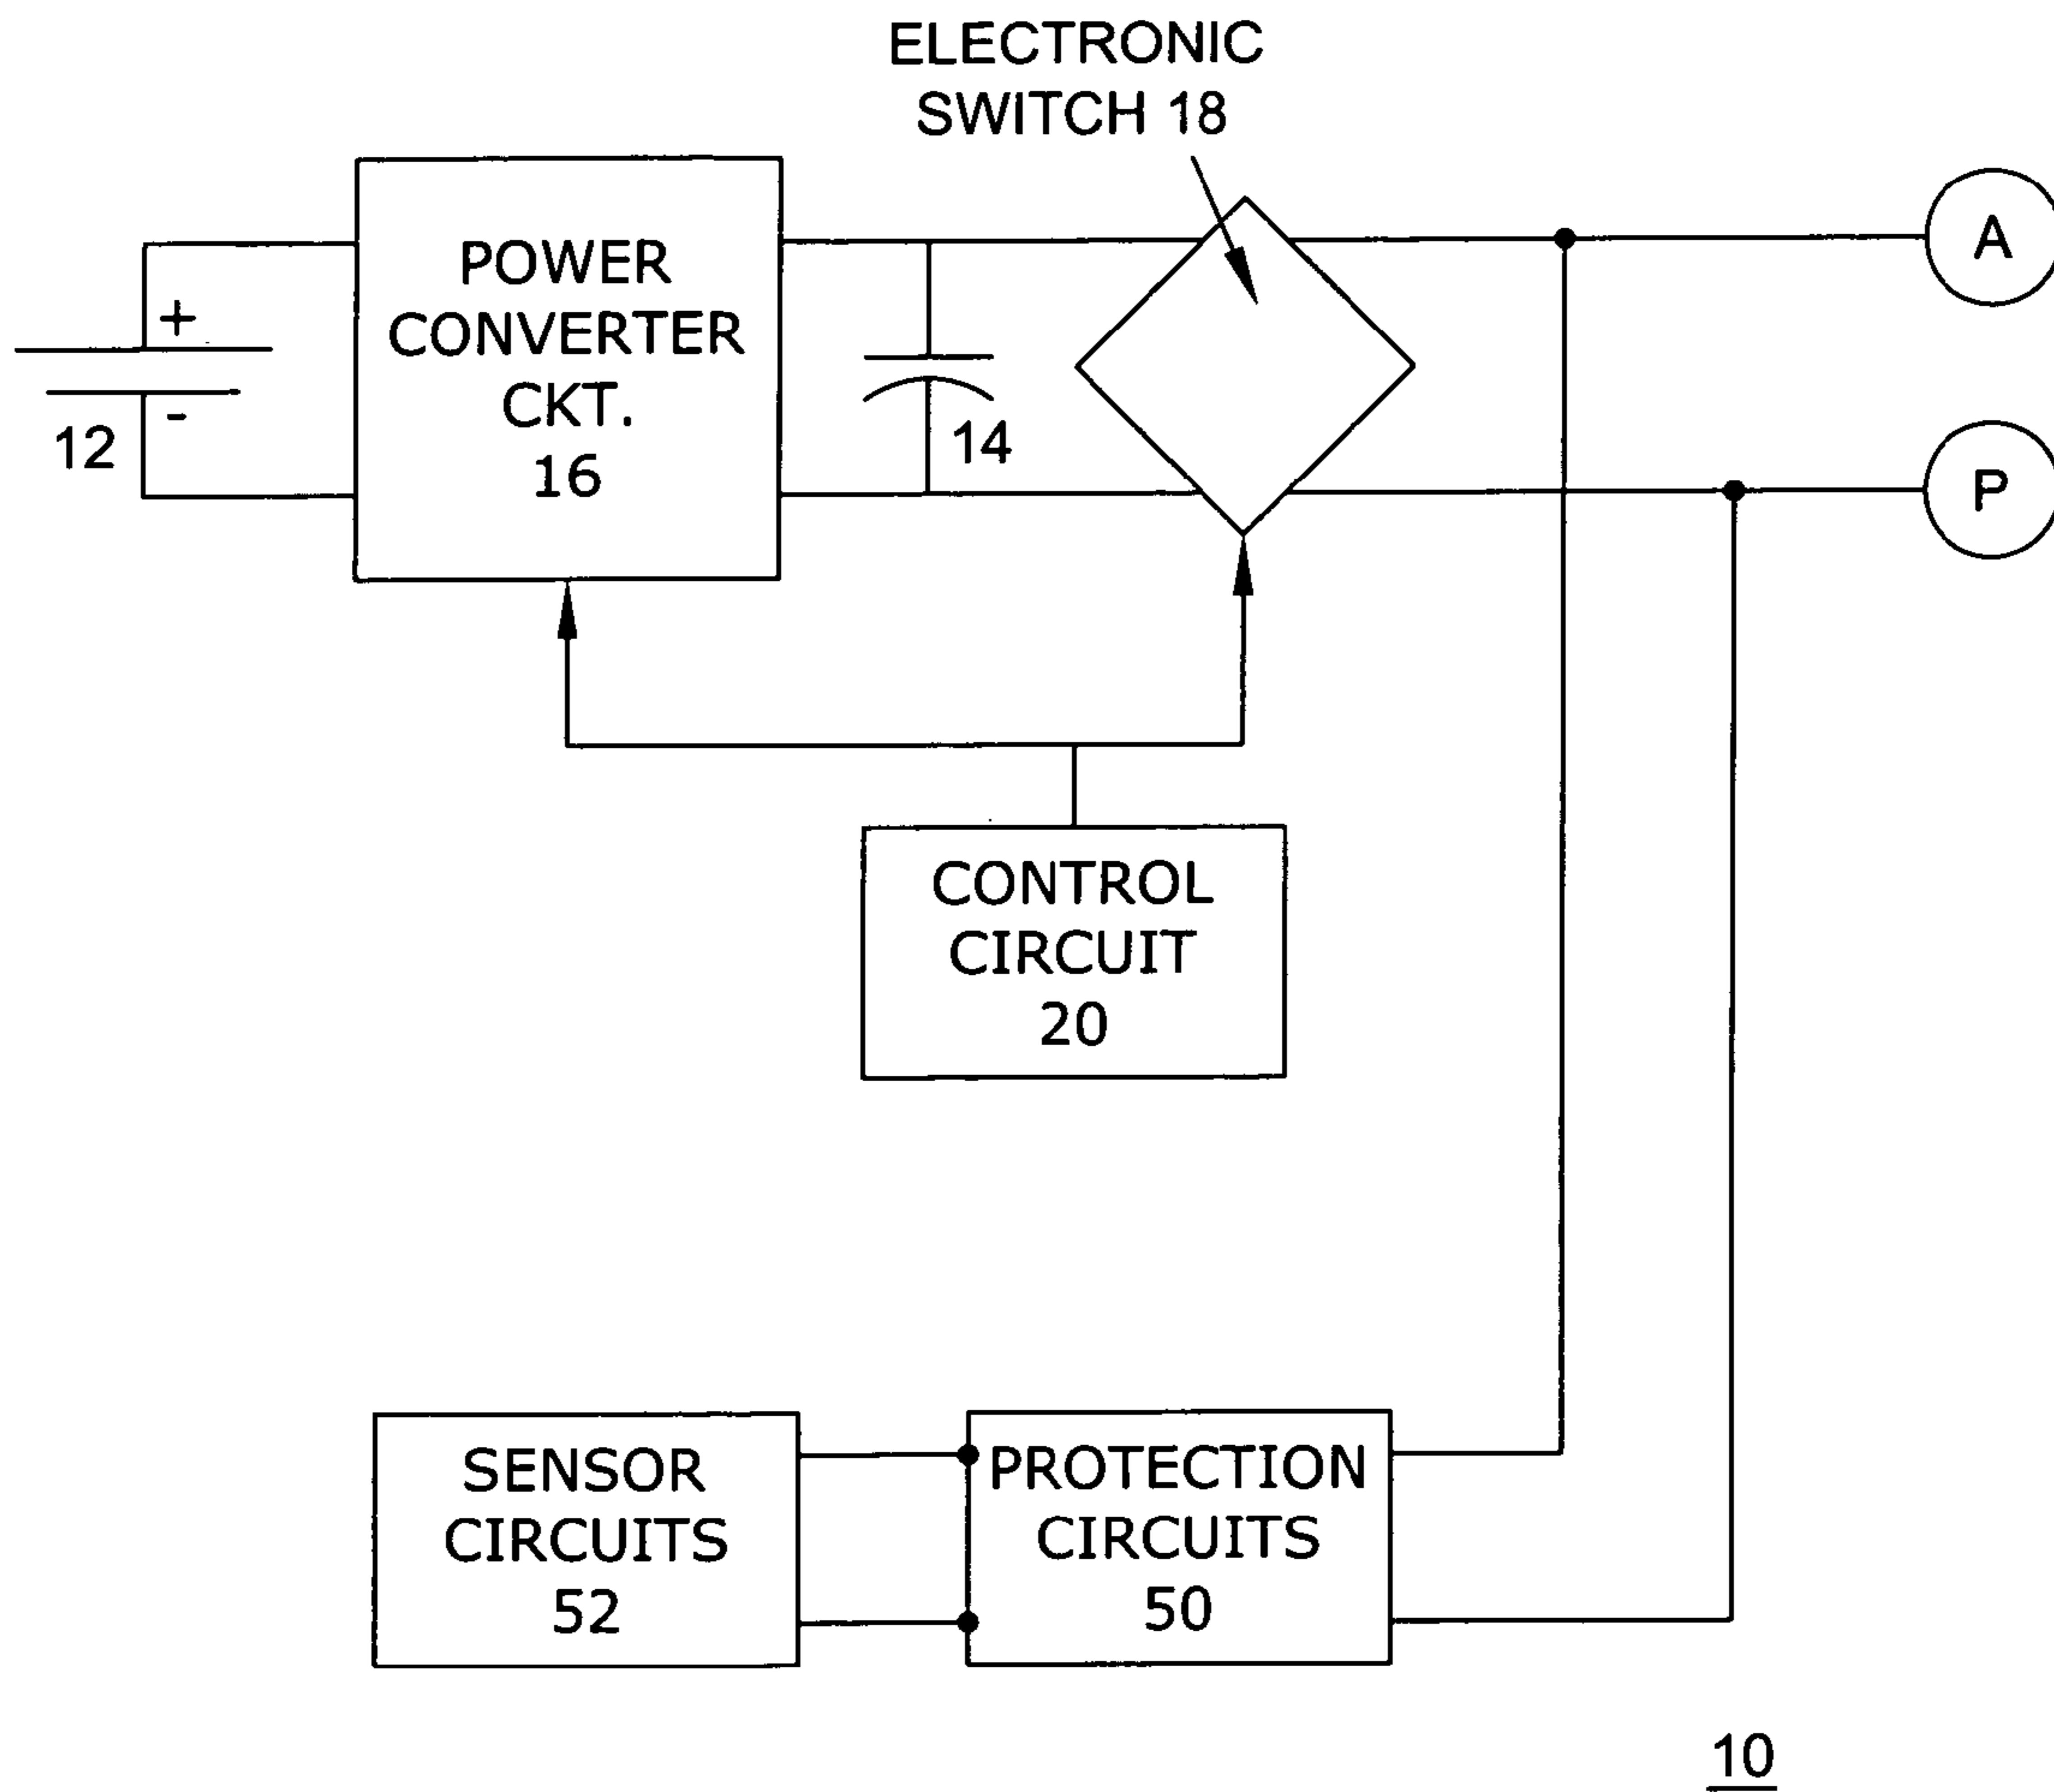 ELECTRONIC
SWITCH 18
POWER
CONVERTER
CKT.
16
+
-
12
14
A
P
CONTROL
CIRCUIT
20
SENSOR
CIRCUITS
52
PROTECTION
CIRCUITS
50
10